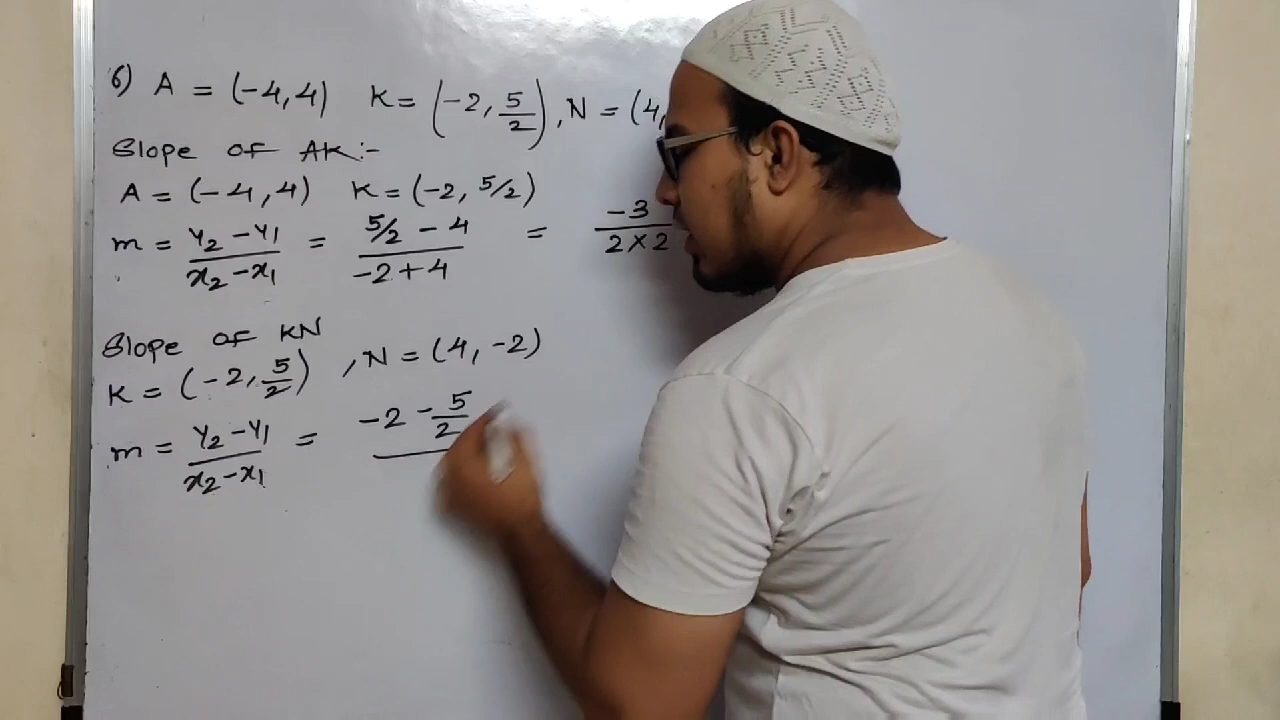 6) A = (-4,4) K = (-2, 5/2), N = (4,
Slope of AK:-
A = (-4,4) K = (-2, 5/2)
m = y2 - y1 / x2 - x1 = 5/2 - 4 / -2 + 4 = -3 / 2 × 2
Slope of KN
K = (-2, 5/2) , N = (4, -2)
m = y2 - y1 / x2 - x1 = -2 - 5/2